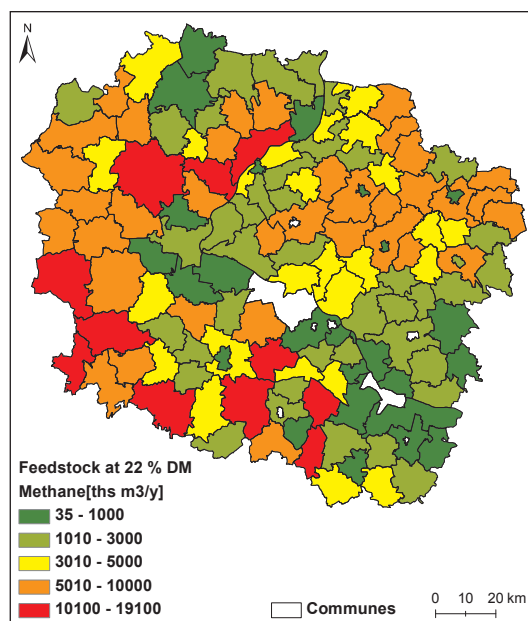 N
Feedstock at 22 % DM
Methane[ths m3/y]
35 - 1000
1010 - 3000
3010 - 5000
5010 - 10000
10100 - 19100
Communes
0 10 20 km